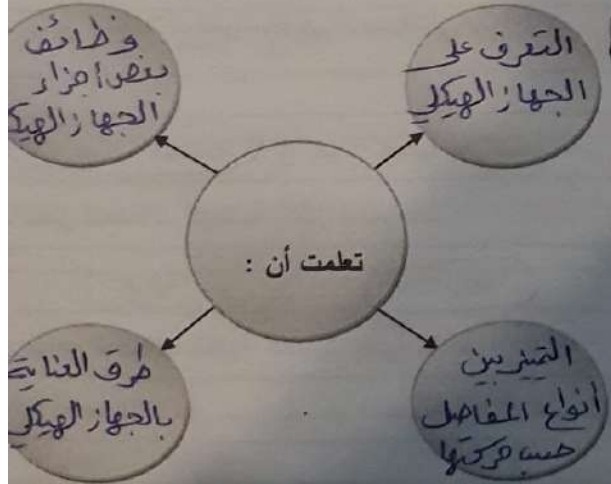 التعرف على
الجهاز الهيكلي
وظائف
بعض أجزاء
الجهاز الهيكلي
تعلمت أن :
التمييز بين
أنواع المفاصل
حسب حركتها
طرق العناية
بالجهاز الهيكلي